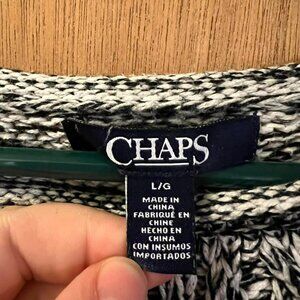 CHAPS
L/G
MADE IN
CHINA
FABRIQUÉ EN
CHINE
HECHO EN
CHINA
CON INSUMOS
IMPORTADOS